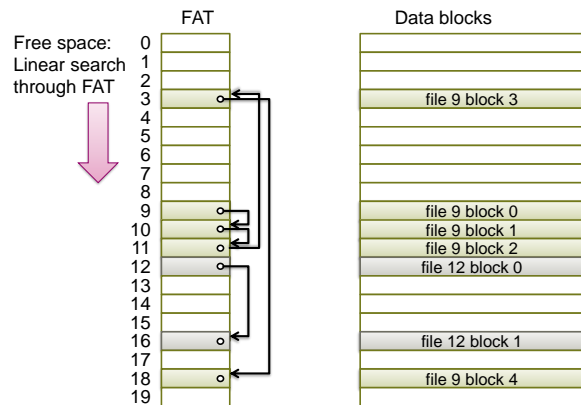 FAT
Data blocks
Free space:
Linear search
through FAT
0
1
2
3
file 9 block 3
4
5
6
7
8
9
file 9 block 0
10
file 9 block 1
11
file 9 block 2
12
file 12 block 0
13
14
15
16
file 12 block 1
17
18
file 9 block 4
19